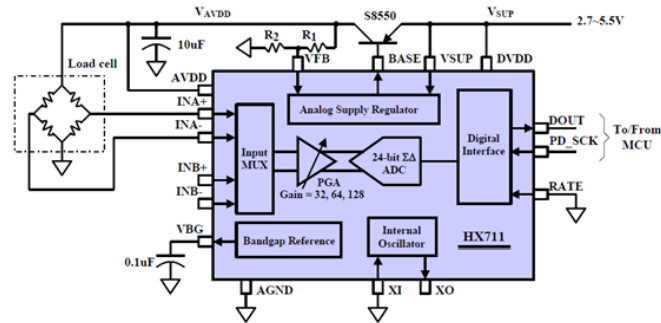 V_AVDD S8550 V_SUP 2.7~5.5V
R2 R1
10uF
Load cell
VFB BASE VSUP DVDD
AVDD
INA+
Analog Supply Regulator
DOUT
INA-
To/From
MCU
PD_SCK
Input
MUX
24-bit ΣΔ
ADC
Digital
Interface
INB+
PGA
RATE
INB-
Gain = 32, 64, 128
VBG
Bandgap Reference
Internal
Oscillator
HX711
0.1uF
AGND XI XO